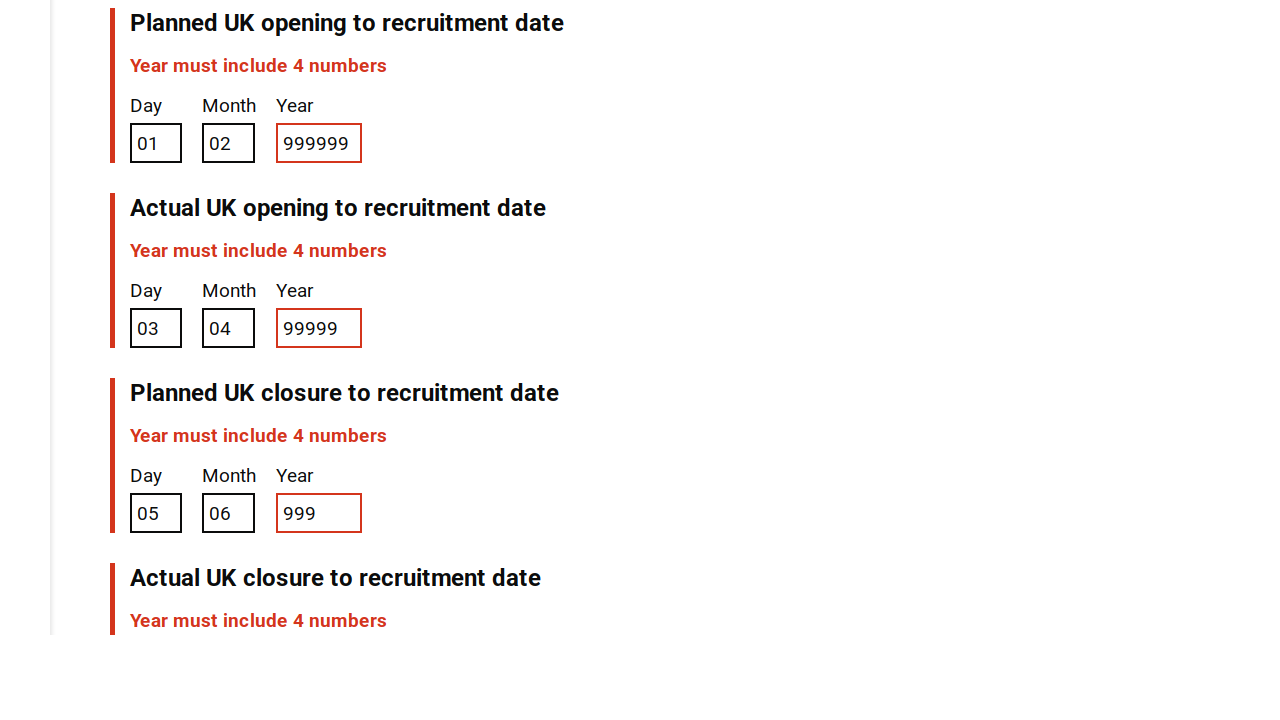 Planned UK opening to recruitment date
Year must include 4 numbers
Day Month Year
01 02 999999
Actual UK opening to recruitment date
Year must include 4 numbers
Day Month Year
03 04 99999
Planned UK closure to recruitment date
Year must include 4 numbers
Day Month Year
05 06 999
Actual UK closure to recruitment date
Year must include 4 numbers